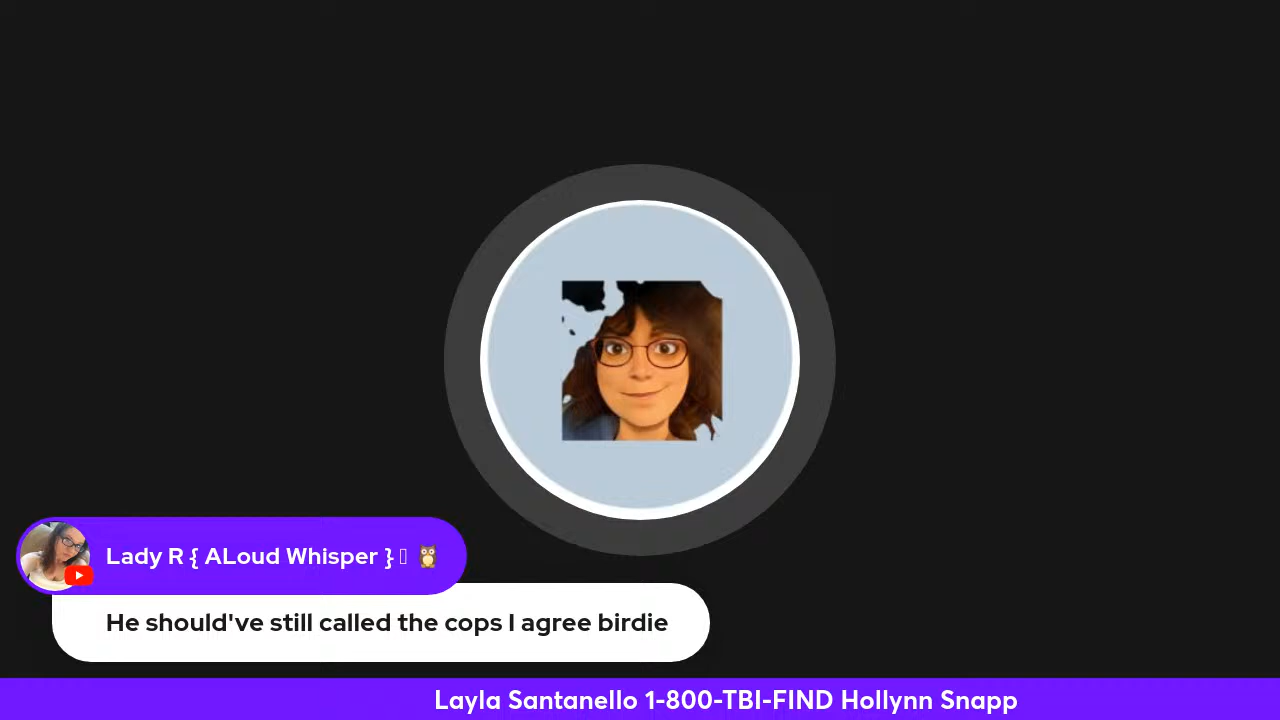 Lady R { ALoud Whisper } 🦉
He should've still called the cops I agree birdie
Layla Santanello 1-800-TBI-FIND Hollynn Snapp